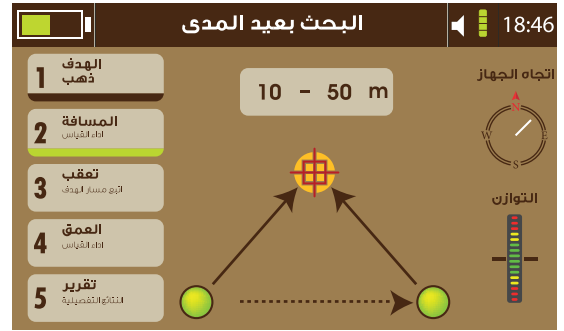 البحث بعيد المدى
18:46
1
الهدف
ذهب
2
المسافة
اداء القياس
3
تعقب
اتبع مسار الهدف
4
العمق
اداء القياس
5
تقرير
النتائج التفصيلية
10 - 50 m
اتجاه الجهاز
N
W
E
S
التوازن